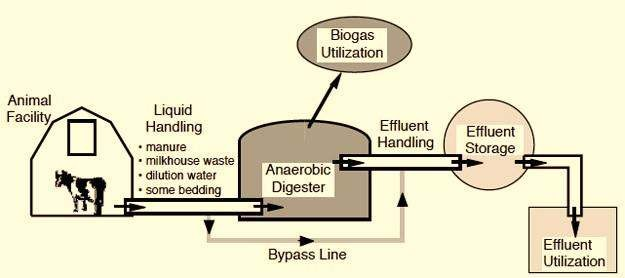 Biogas
Utilization
Animal
Facility
Liquid
Handling
• manure
• milkhouse waste
• dilution water
• some bedding
Anaerobic
Digester
Effluent
Handling
Effluent
Storage
Bypass Line
Effluent
Utilization